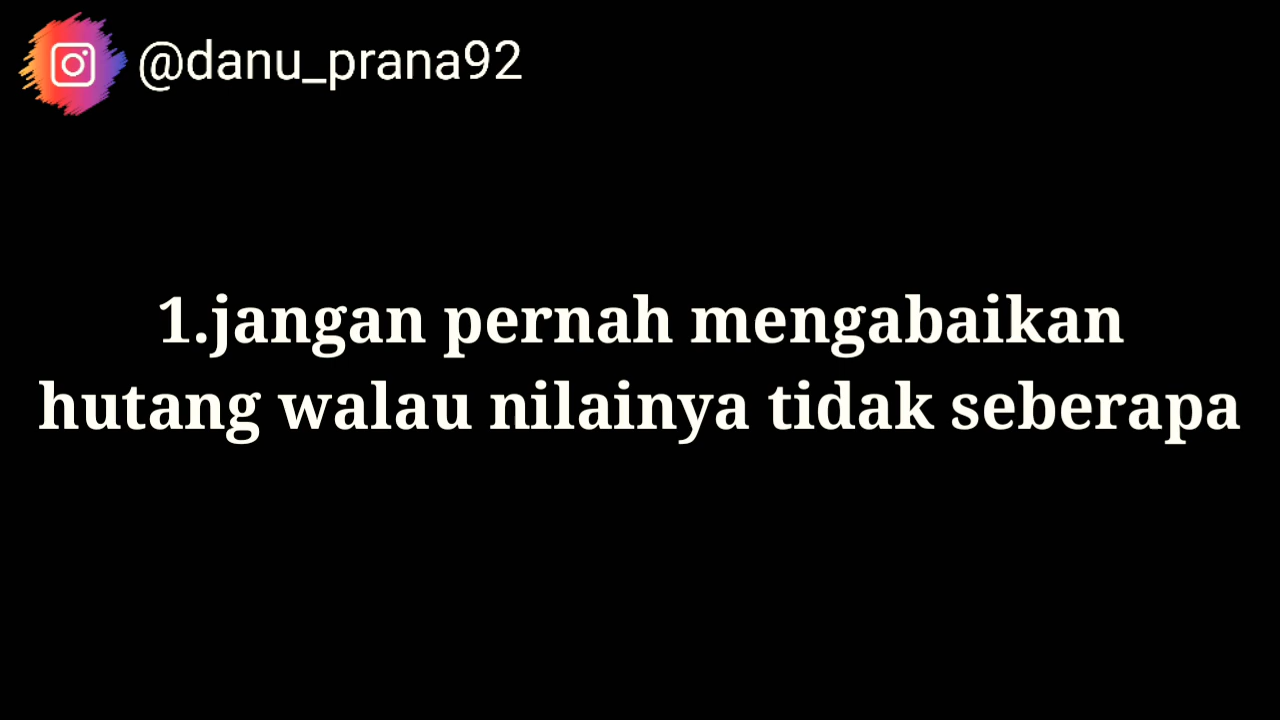 @danu_prana92
1.jangan pernah mengabaikan
hutang walau nilainya tidak seberapa